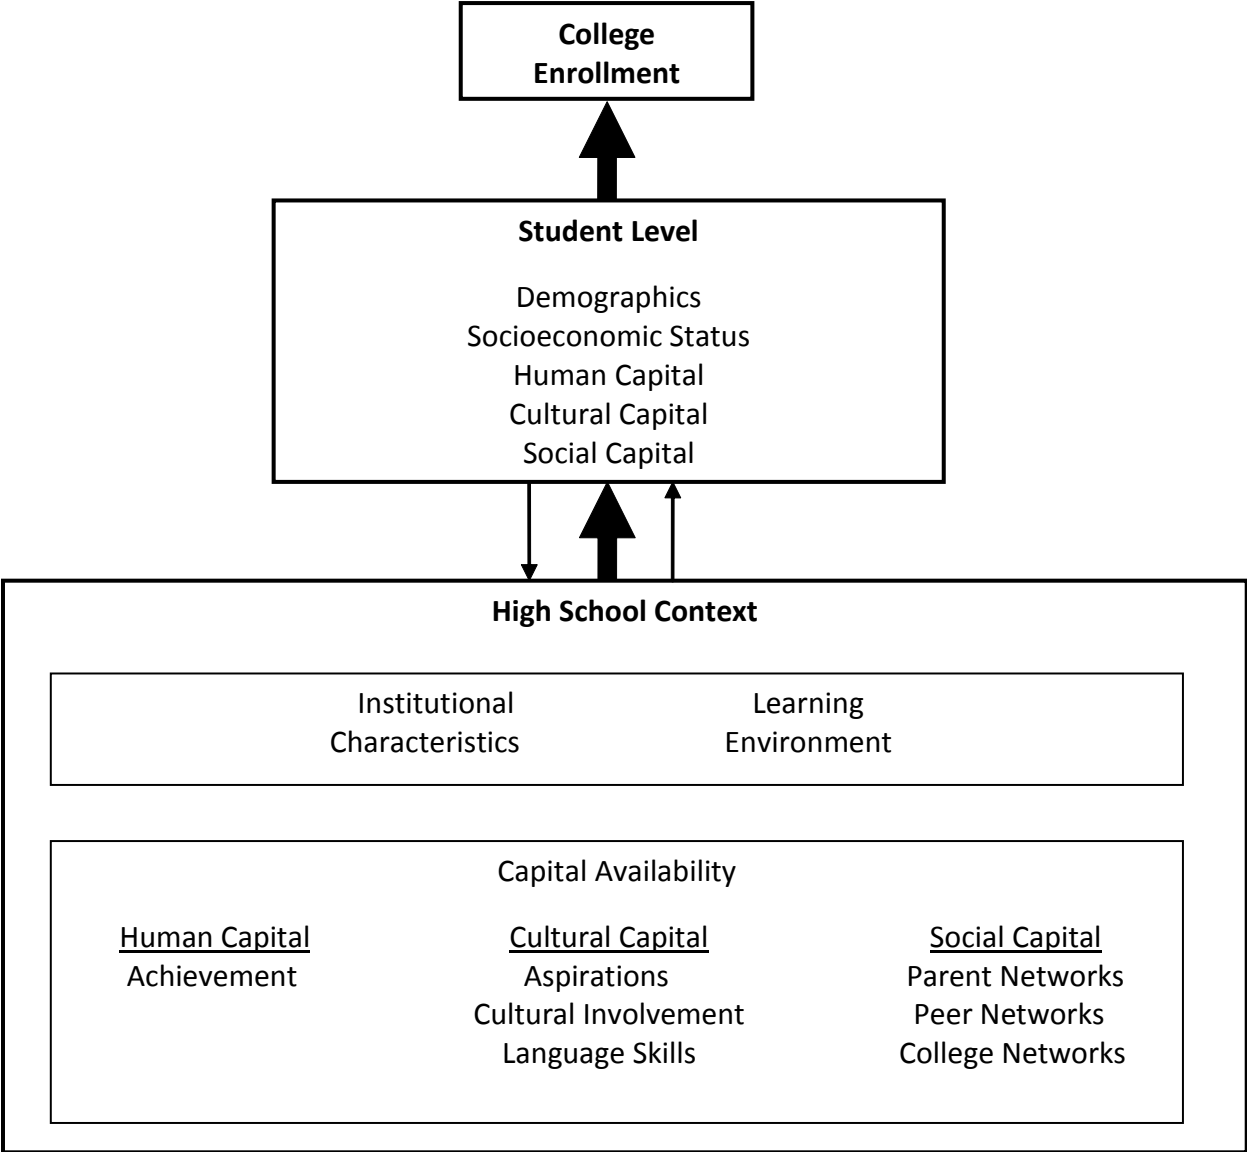 College
Enrollment
Student Level
Demographics
Socioeconomic Status
Human Capital
Cultural Capital
Social Capital
High School Context
Institutional
Characteristics
Learning
Environment
Capital Availability
Human Capital
Achievement
Cultural Capital
Aspirations
Cultural Involvement
Language Skills
Social Capital
Parent Networks
Peer Networks
College Networks